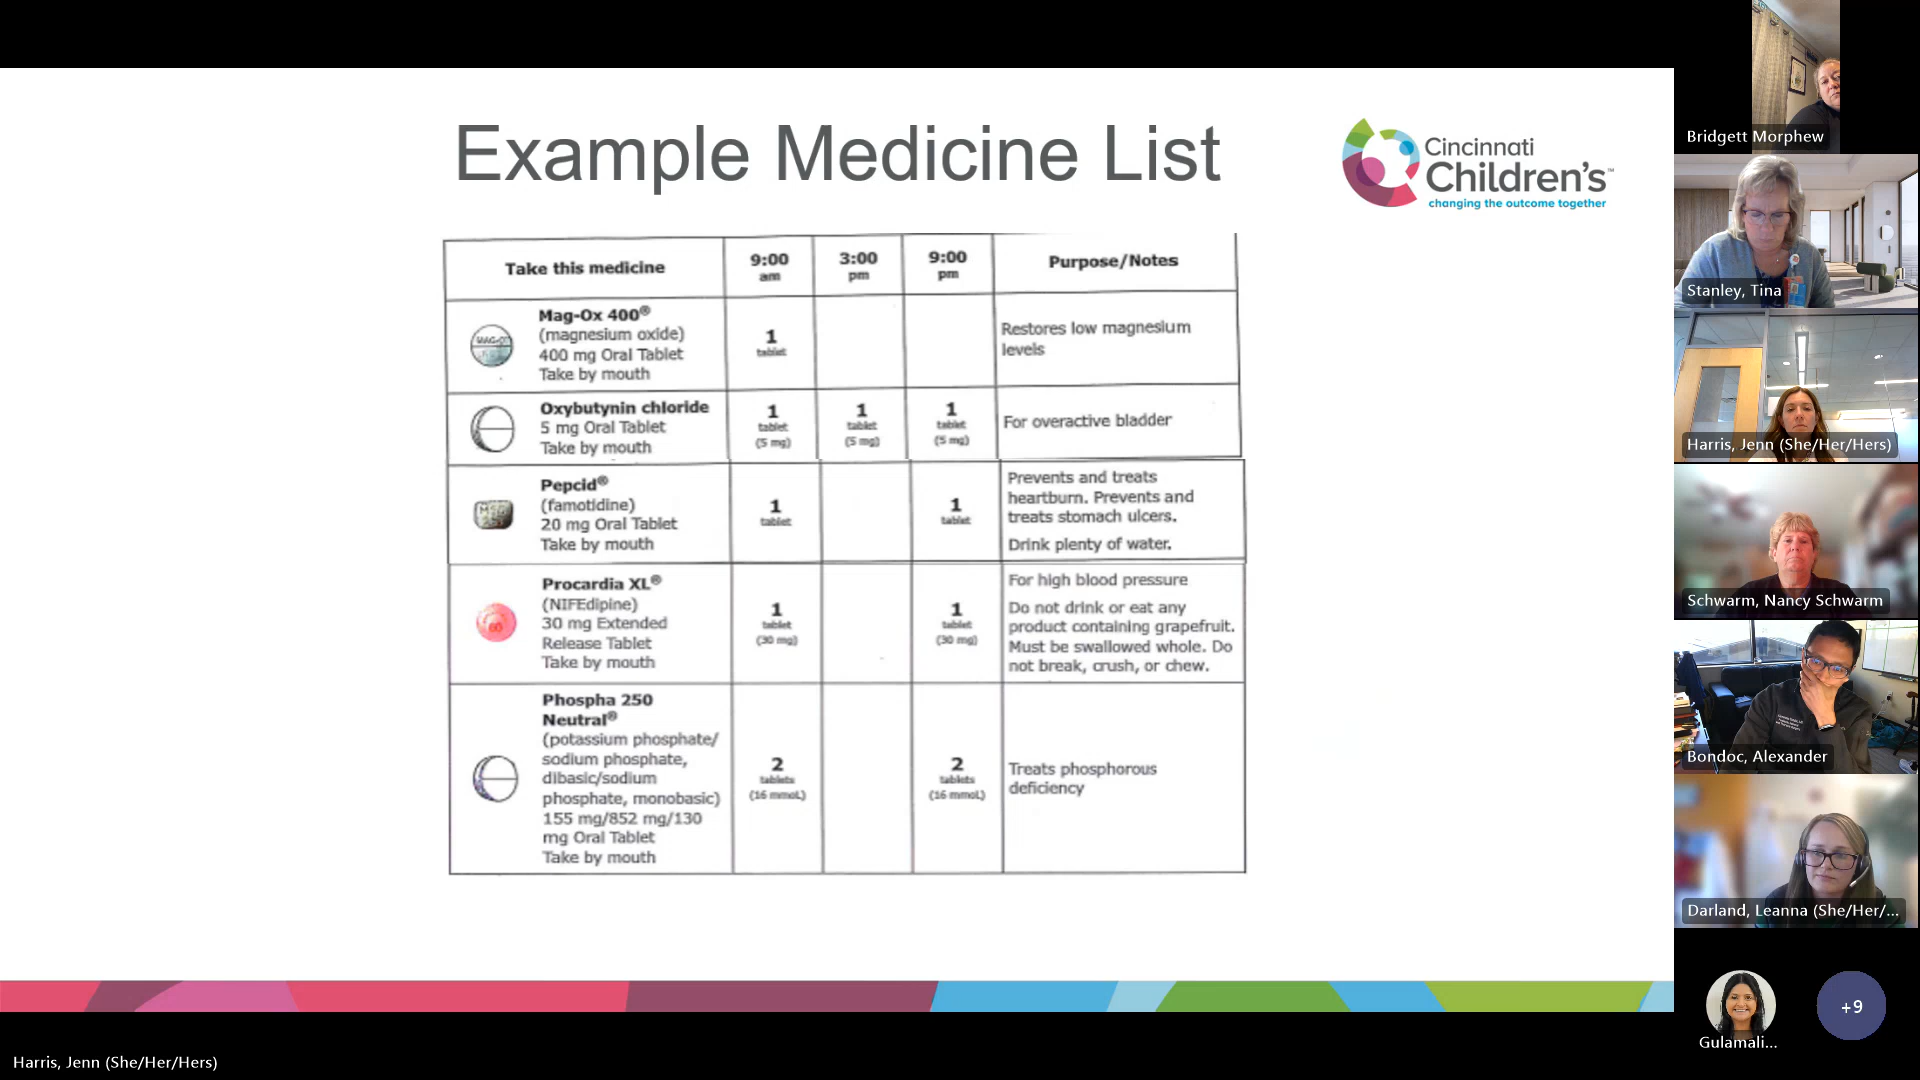 Example Medicine List
Cincinnati
Children's™
changing the outcome together
Take this medicine
9:00
am
3:00
pm
9:00
pm
Purpose/Notes
Mag-Ox 400®
(magnesium oxide)
400 mg Oral Tablet
Take by mouth
1
tablet
Restores low magnesium
levels
Oxybutynin chloride
5 mg Oral Tablet
Take by mouth
1
tablet
(5 mg)
1
tablet
(5 mg)
1
tablet
(5 mg)
For overactive bladder
Pepcid®
(famotidine)
20 mg Oral Tablet
Take by mouth
1
tablet
1
tablet
Prevents and treats
heartburn. Prevents and
treats stomach ulcers.
Drink plenty of water.
Procardia XL®
(NIFEdipine)
30 mg Extended
Release Tablet
Take by mouth
1
tablet
(30 mg)
1
tablet
(30 mg)
For high blood pressure
Do not drink or eat any
product containing grapefruit.
Must be swallowed whole. Do
not break, crush, or chew.
Phospha 250
Neutral®
(potassium phosphate/
sodium phosphate,
dibasic/sodium
phosphate, monobasic)
155 mg/852 mg/130
mg Oral Tablet
Take by mouth
2
tablets
(16 mmoL)
2
tablets
(16 mmoL)
Treats phosphorous
deficiency
Bridgett Morphew
Stanley, Tina
Harris, Jenn (She/Her/Hers)
Schwarm, Nancy Schwarm
Bondoc, Alexander
Darland, Leanna (She/Her/...
Gulamali...
+9
Harris, Jenn (She/Her/Hers)